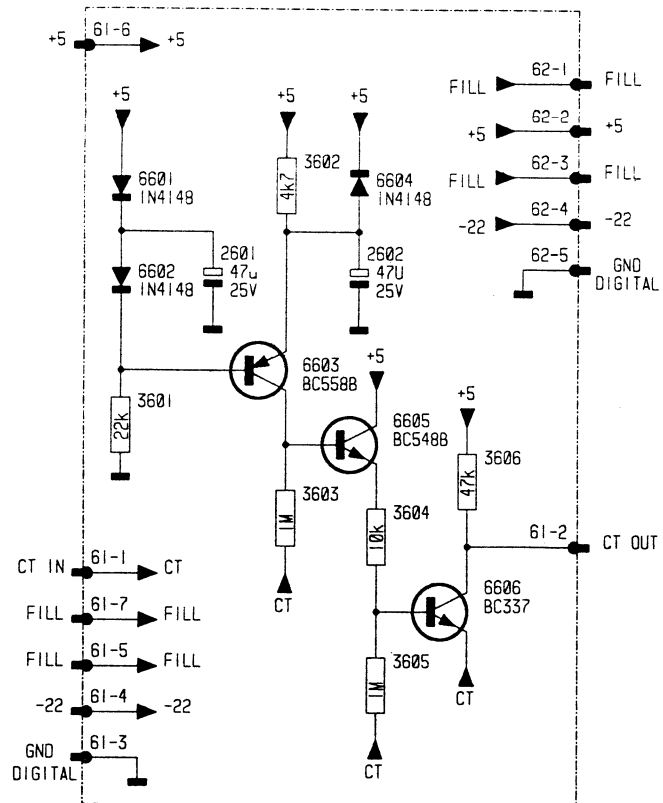 +5 61-6 +5
FILL 62-1 FILL
+5 62-2 +5
FILL 62-3 FILL
-22 62-4 -22
62-5 GND
DIGITAL
+5 +5 +5
6601
1N4148
3602
4k7
6604
1N4148
6602
1N4148
2601
47u
25V
2602
47U
25V
6603
BC558B
+5
3601
22k
6605
BC548B
+5
3603
1M
3604
10k
3606
47k
CT
61-2 CT OUT
CT IN 61-1 CT
FILL 61-7 FILL
FILL 61-5 FILL
-22 61-4 -22
GND 61-3
DIGITAL
6606
BC337
3605
1M
CT
CT